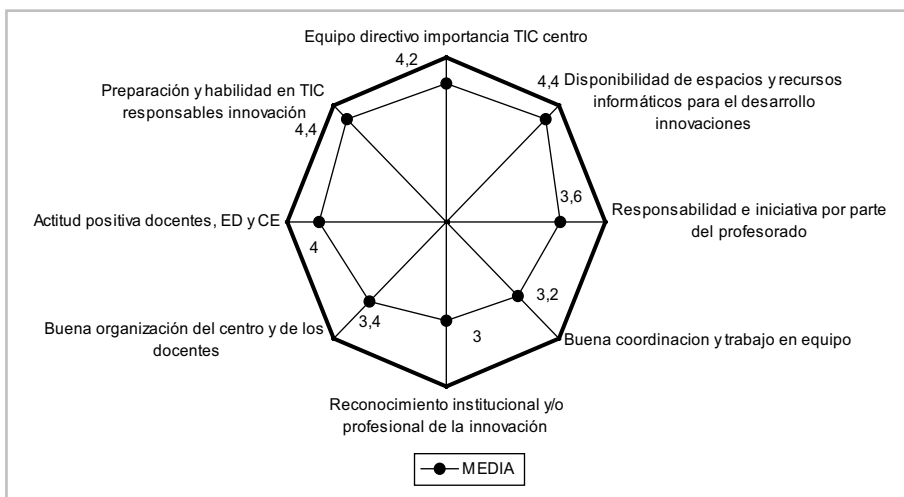 Equipo directivo importancia TIC centro
4,2
4,4
Disponibilidad de espacios y recursos
informáticos para el desarrollo
innovaciones
Preparación y habilidad en TIC
responsables innovación
4,4
3,6
Responsabilidad e iniciativa por parte
del profesorado
Actitud positiva docentes, ED y CE
4
3,2
Buena coordinacion y trabajo en equipo
3,4
Buena organización del centro y de los
docentes
3
Reconocimiento institucional y/o
profesional de la innovación
MEDIA